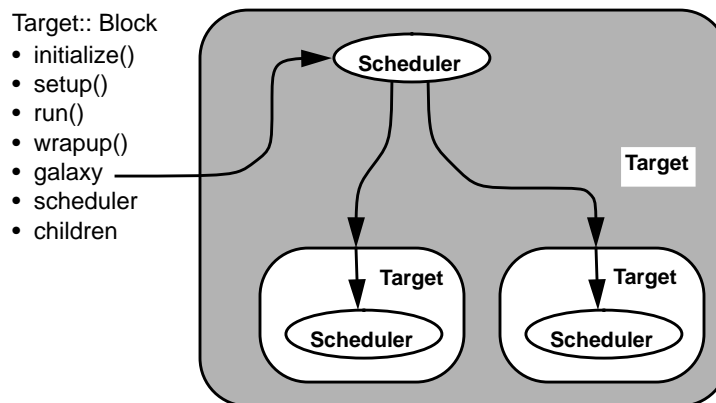 Target:: Block
• initialize()
• setup()
• run()
• wrapup()
• galaxy
• scheduler
• children
Scheduler
Target
Target
Scheduler
Target
Scheduler